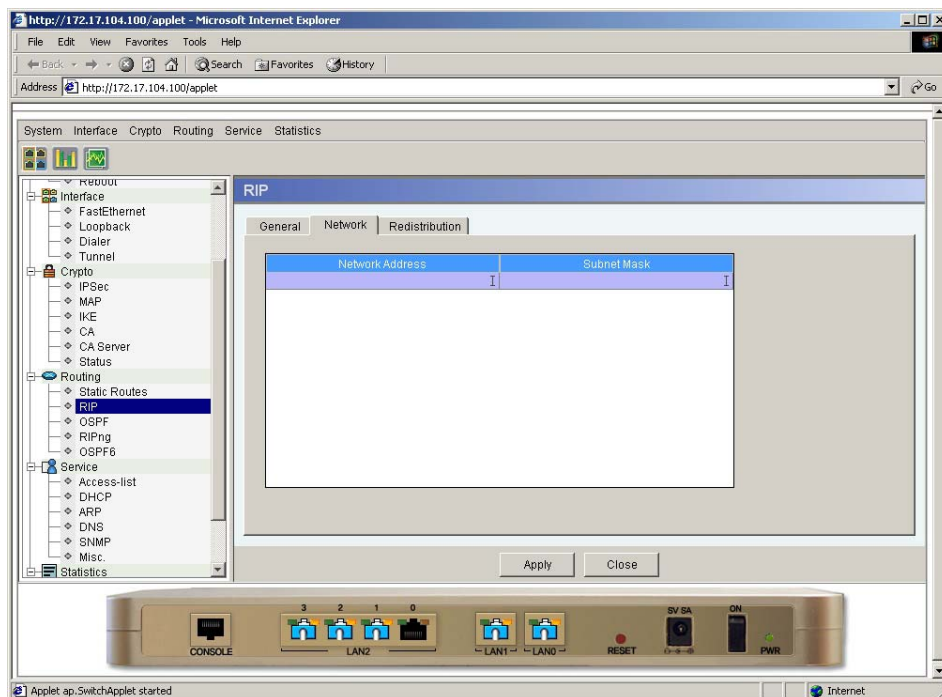 http://172.17.104.100/applet - Microsoft Internet Explorer
File Edit View Favorites Tools Help
Back Search Favorites History
Address http://172.17.104.100/applet Go
System Interface Crypto Routing Service Statistics
Reboot
Interface
FastEthernet
Loopback
Dialer
Tunnel
Crypto
IPSec
MAP
IKE
CA
CA Server
Status
Routing
Static Routes
RIP
OSPF
RIPng
OSPF6
Service
Access-list
DHCP
ARP
DNS
SNMP
Misc.
Statistics
RIP
General Network Redistribution
Network Address Subnet Mask
Apply Close
CONSOLE
3 2 1 0
LAN2
LAN1 LAN0
RESET
5V 5A
ON
PWR
Applet ap.SwitchApplet started Internet